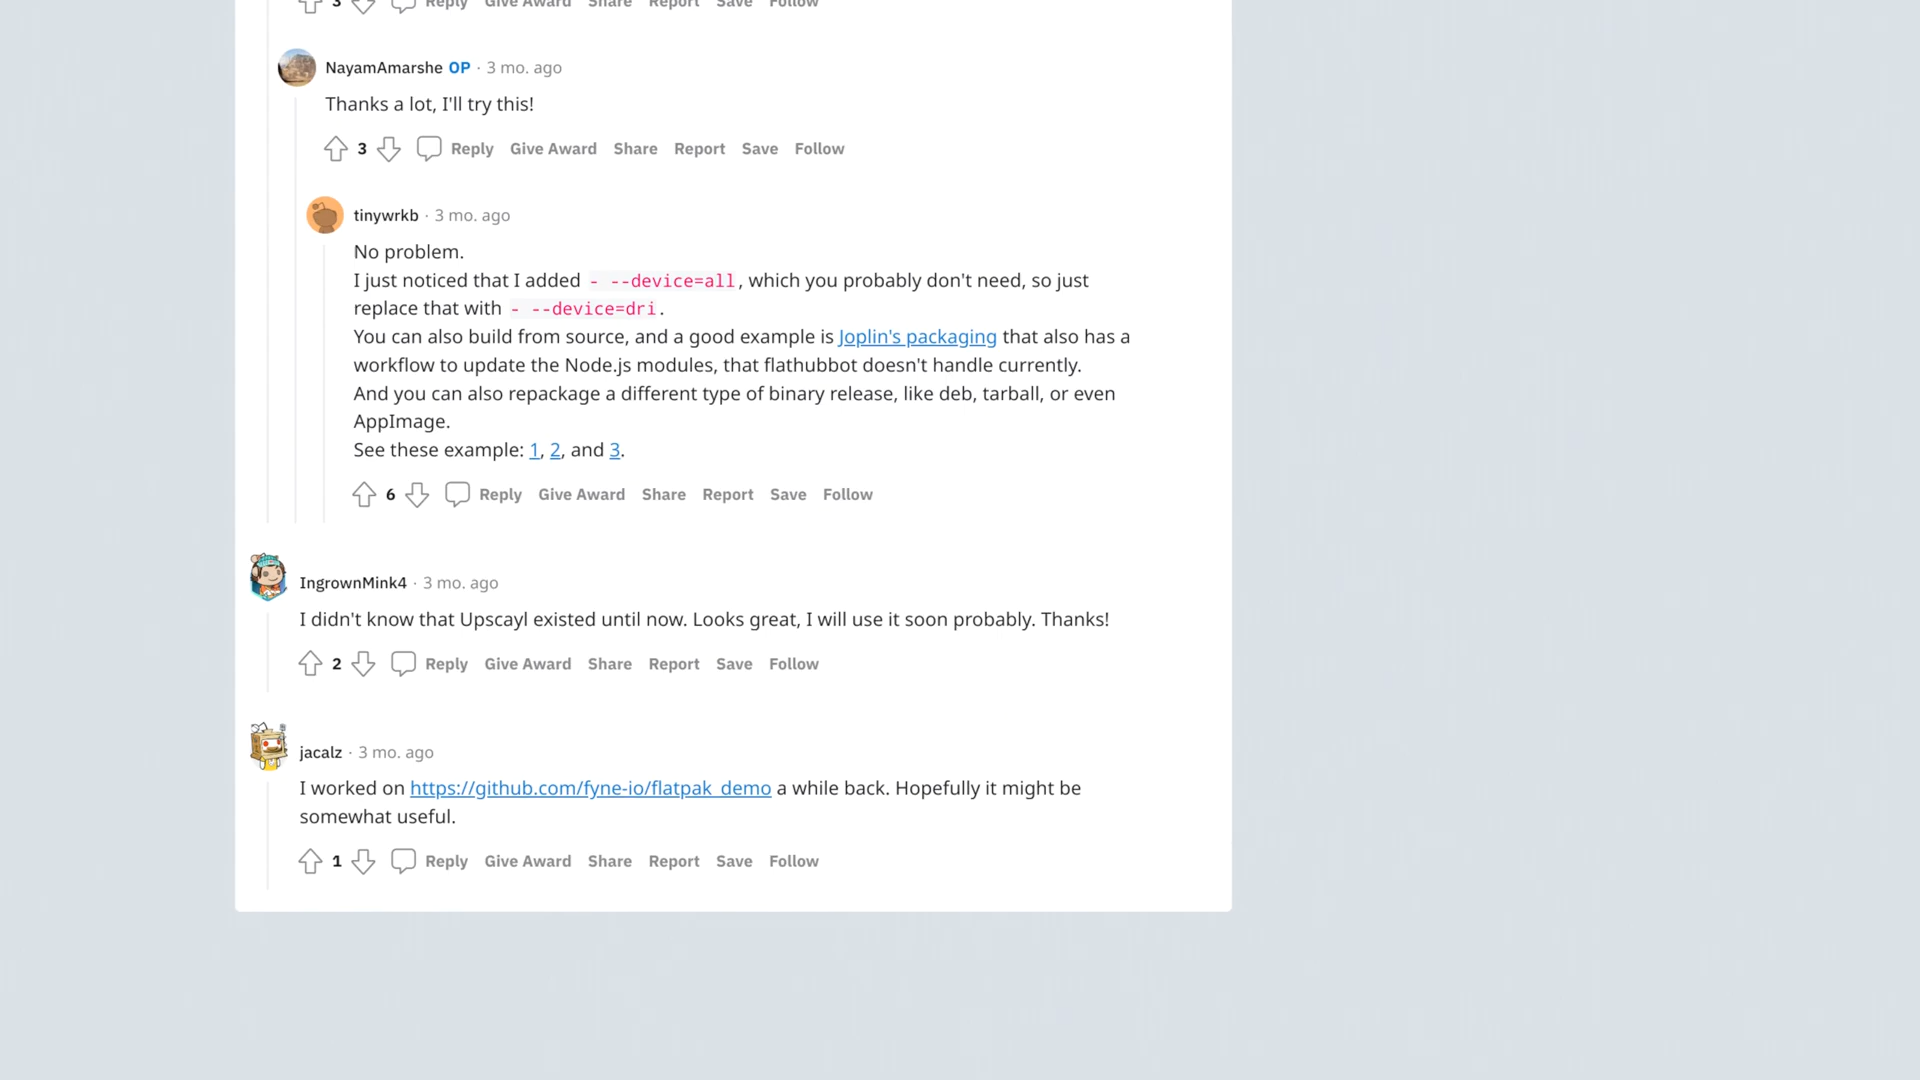 3 Reply Give Award Share Report Save Follow
NayamAmarshe OP · 3 mo. ago
Thanks a lot, I'll try this!
3 Reply Give Award Share Report Save Follow
tinywrkb · 3 mo. ago
No problem.
I just noticed that I added - --device=all, which you probably don't need, so just
replace that with - --device=dri.
You can also build from source, and a good example is Joplin's packaging that also has a
workflow to update the Node.js modules, that flathubbot doesn't handle currently.
And you can also repackage a different type of binary release, like deb, tarball, or even
AppImage.
See these example: 1, 2, and 3.
6 Reply Give Award Share Report Save Follow
IngrownMink4 · 3 mo. ago
I didn't know that Upscayl existed until now. Looks great, I will use it soon probably. Thanks!
2 Reply Give Award Share Report Save Follow
jacalz · 3 mo. ago
I worked on https://github.com/fyne-io/flatpak_demo a while back. Hopefully it might be
somewhat useful.
1 Reply Give Award Share Report Save Follow